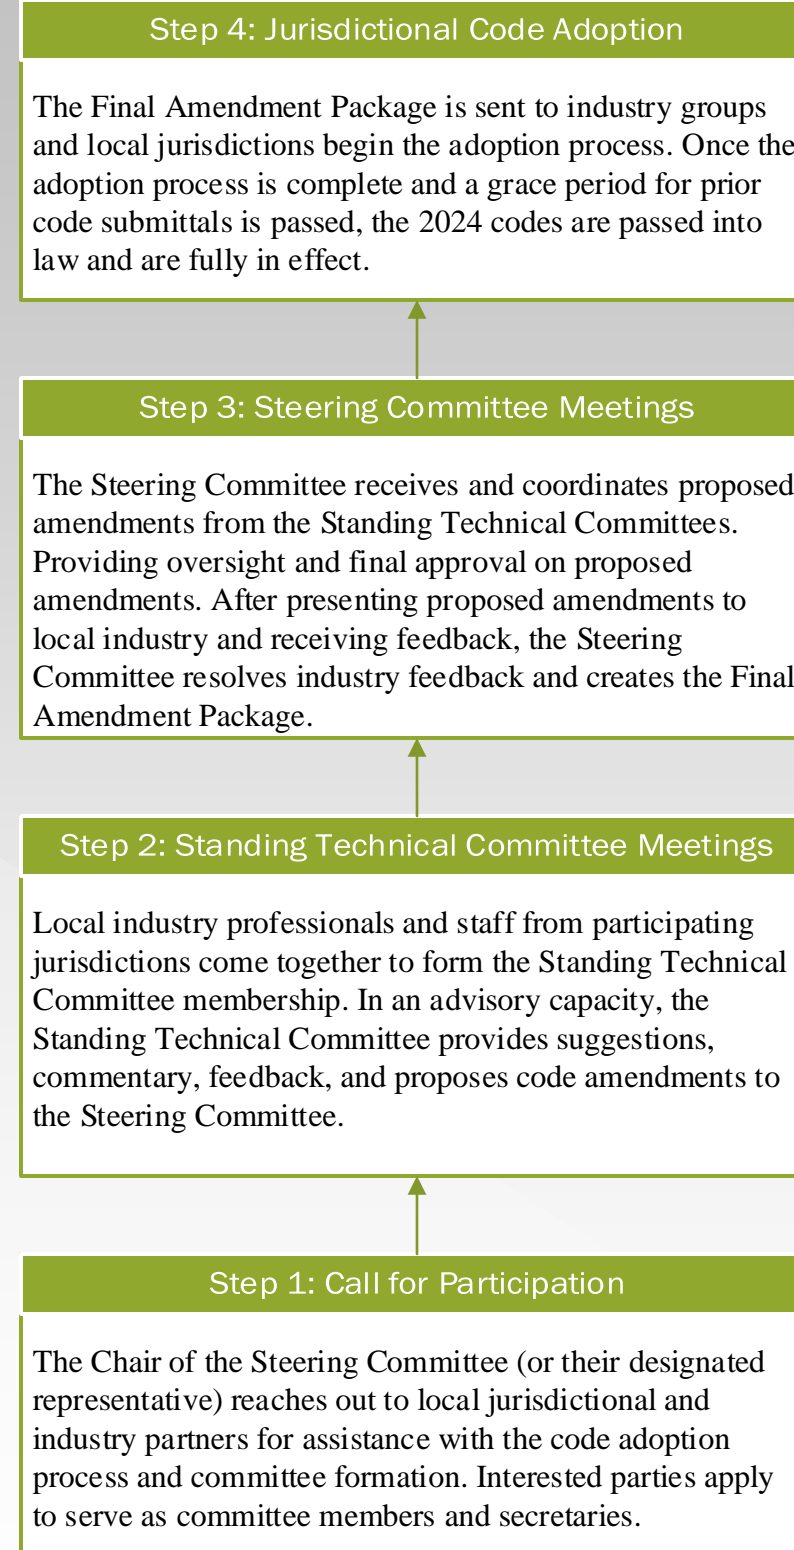 Step 4: Jurisdictional Code Adoption
The Final Amendment Package is sent to industry groups
and local jurisdictions begin the adoption process. Once the
adoption process is complete and a grace period for prior
code submittals is passed, the 2024 codes are passed into
law and are fully in effect.
Step 3: Steering Committee Meetings
The Steering Committee receives and coordinates proposed
amendments from the Standing Technical Committees.
Providing oversight and final approval on proposed
amendments. After presenting proposed amendments to
local industry and receiving feedback, the Steering
Committee resolves industry feedback and creates the Final
Amendment Package.
Step 2: Standing Technical Committee Meetings
Local industry professionals and staff from participating
jurisdictions come together to form the Standing Technical
Committee membership. In an advisory capacity, the
Standing Technical Committee provides suggestions,
commentary, feedback, and proposes code amendments to
the Steering Committee.
Step 1: Call for Participation
The Chair of the Steering Committee (or their designated
representative) reaches out to local jurisdictional and
industry partners for assistance with the code adoption
process and committee formation. Interested parties apply
to serve as committee members and secretaries.